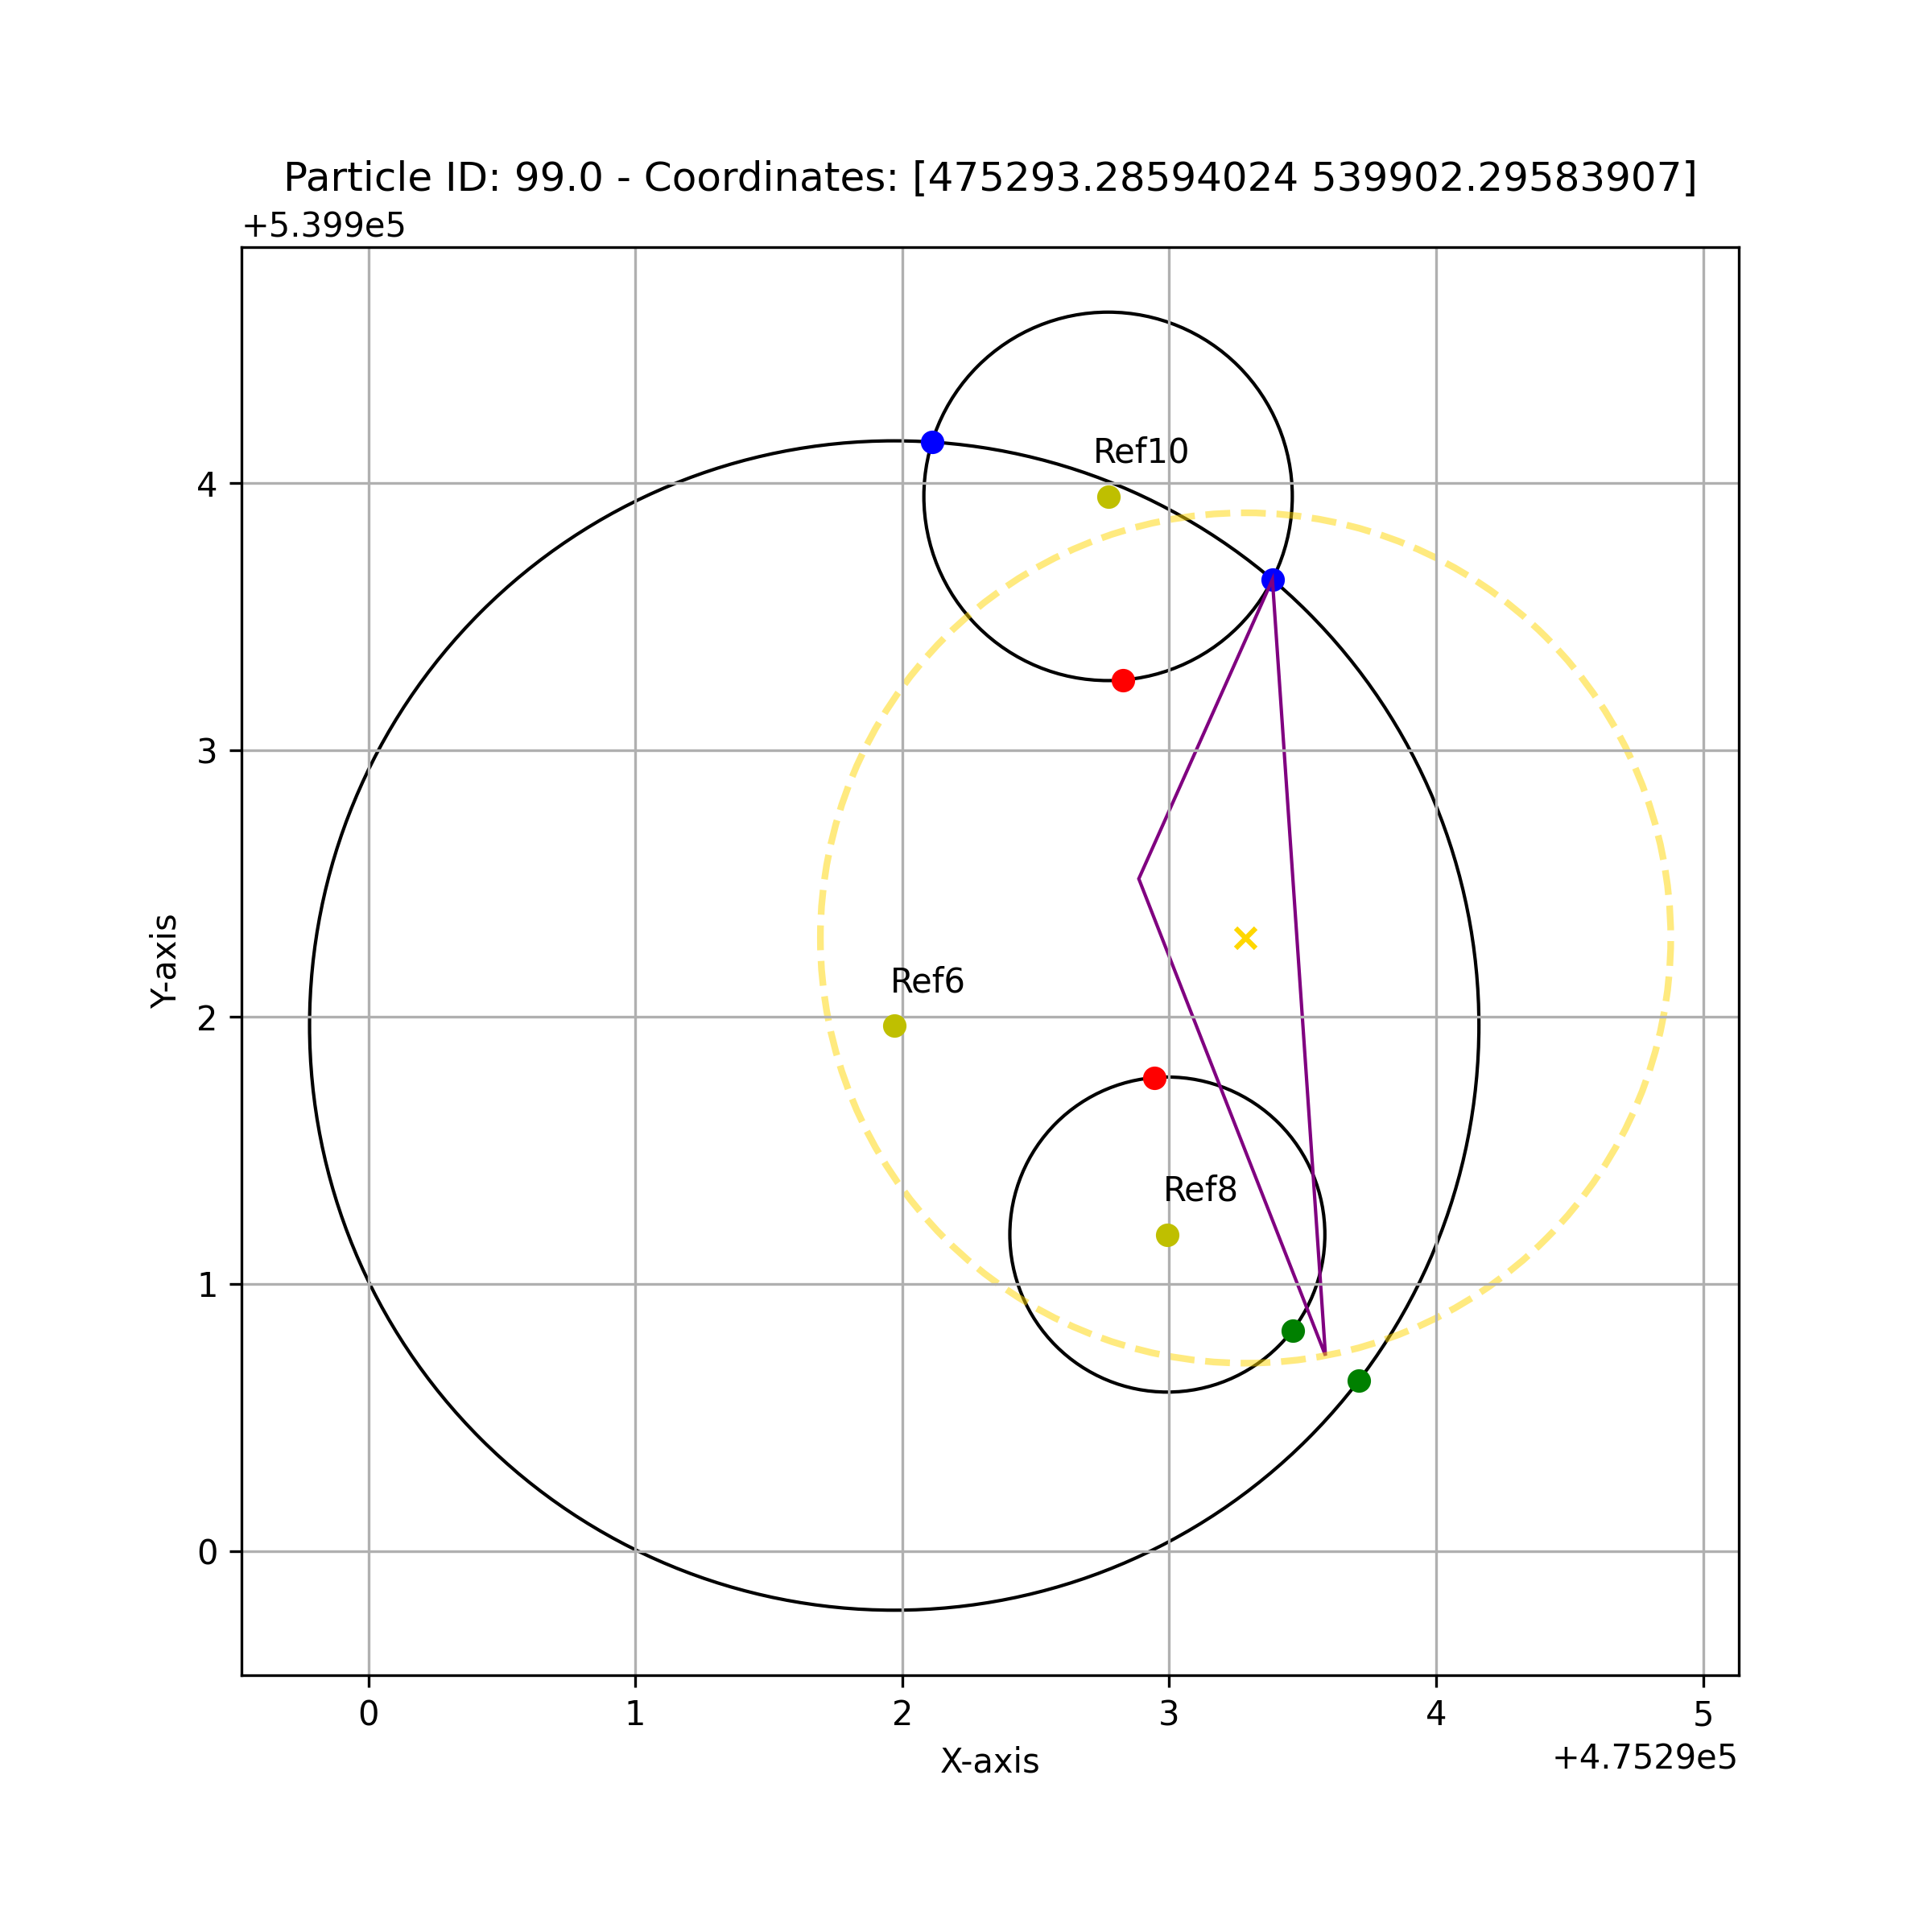 Particle ID: 99.0 - Coordinates: [475293.28594024 539902.29583907]
+5.399e5
Ref10
4
3
Y-axis
Ref6
2
Ref8
1
0
0 1 2 3 4 5
X-axis
+4.7529e5